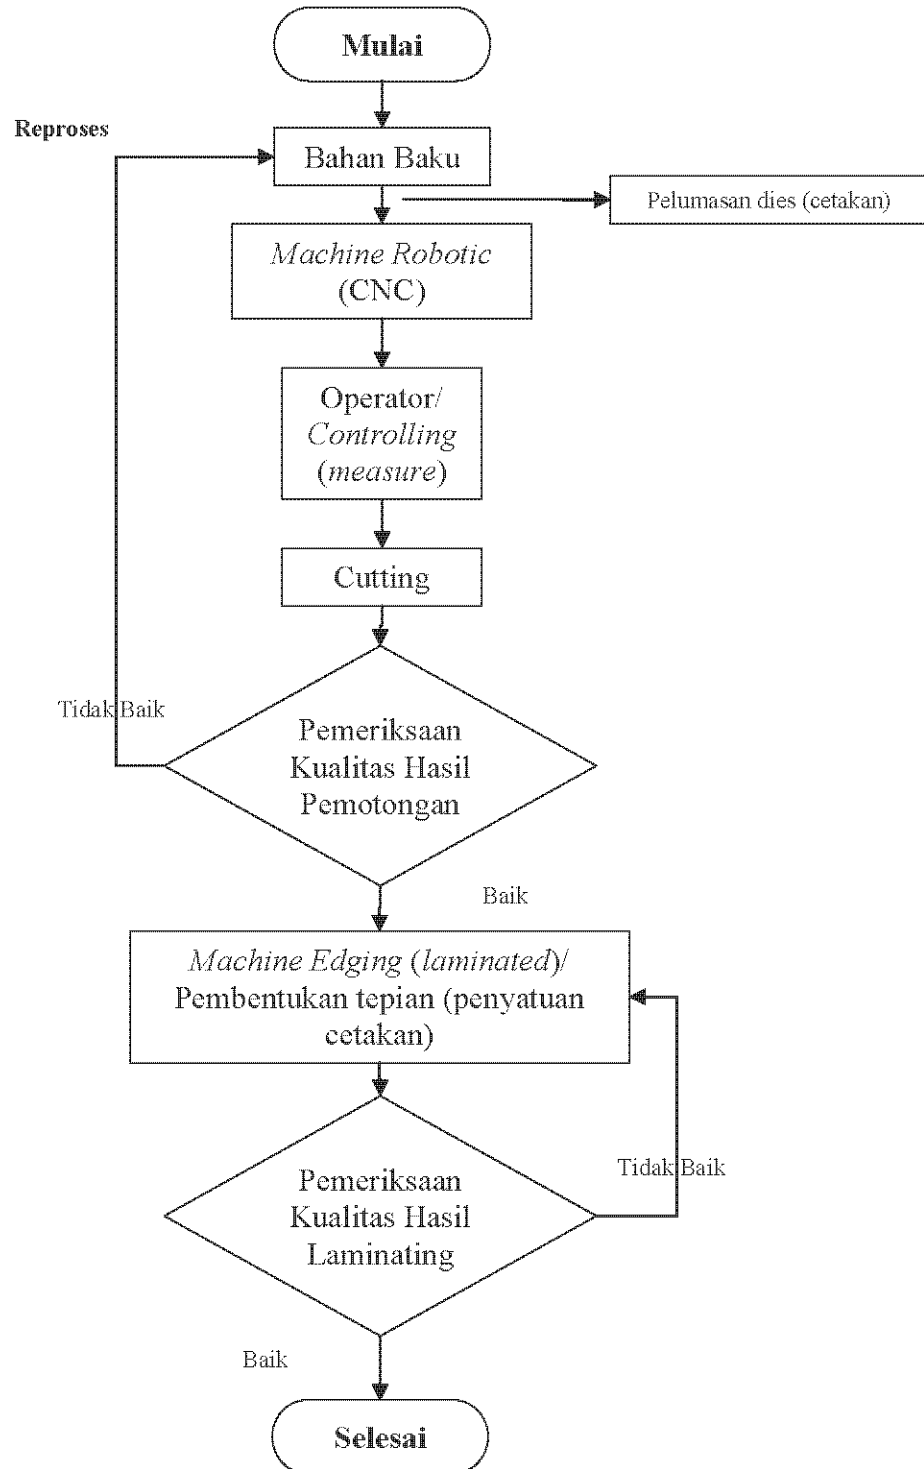 Mulai
Reproses
Bahan Baku
Pelumasan dies (cetakan)
Machine Robotic
(CNC)
Operator/
Controlling
(measure)
Cutting
Tidak Baik
Pemeriksaan
Kualitas Hasil
Pemotongan
Baik
Machine Edging (laminated)/
Pembentukan tepian (penyatuan
cetakan)
Tidak Baik
Pemeriksaan
Kualitas Hasil
Laminating
Baik
Selesai